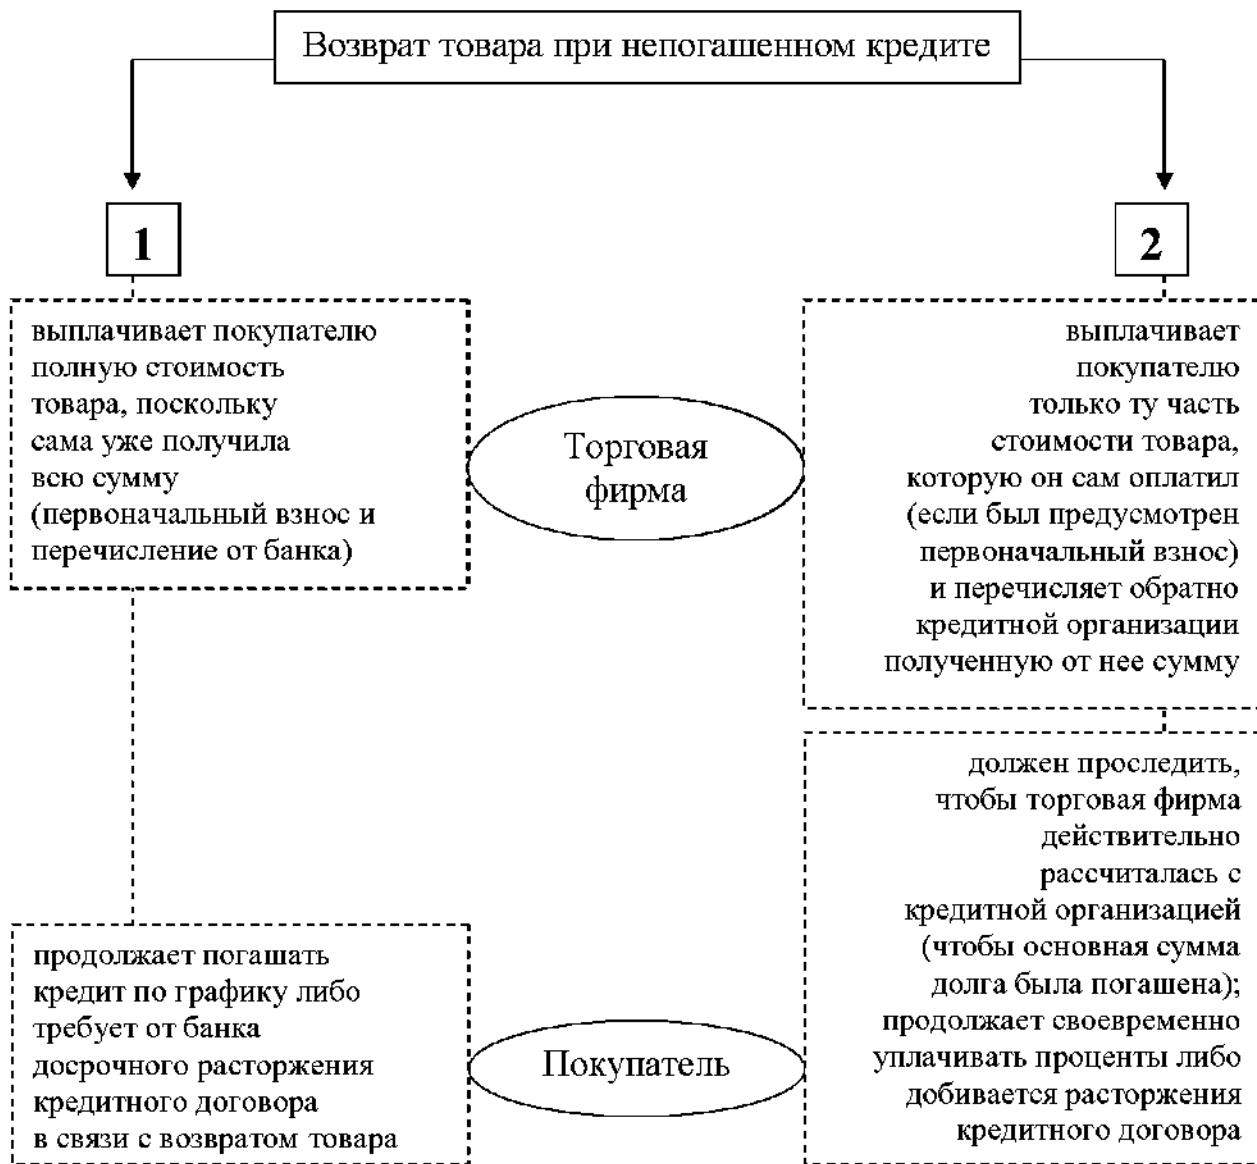 Возврат товара при непогашенном кредите
1
2
выплачивает покупателю
полную стоимость
товара, поскольку
сама уже получила
всю сумму
(первоначальный взнос и
перечисление от банка)
Торговая
фирма
выплачивает
покупателю
только ту часть
стоимости товара,
которую он сам оплатил
(если был предусмотрен
первоначальный взнос)
и перечисляет обратно
кредитной организации
полученную от нее сумму
продолжает погашать
кредит по графику либо
требует от банка
досрочного расторжения
кредитного договора
в связи с возвратом товара
Покупатель
должен проследить,
чтобы торговая фирма
действительно
рассчиталась с
кредитной организацией
(чтобы основная сумма
долга была погашена);
продолжает своевременно
уплачивать проценты либо
добивается расторжения
кредитного договора